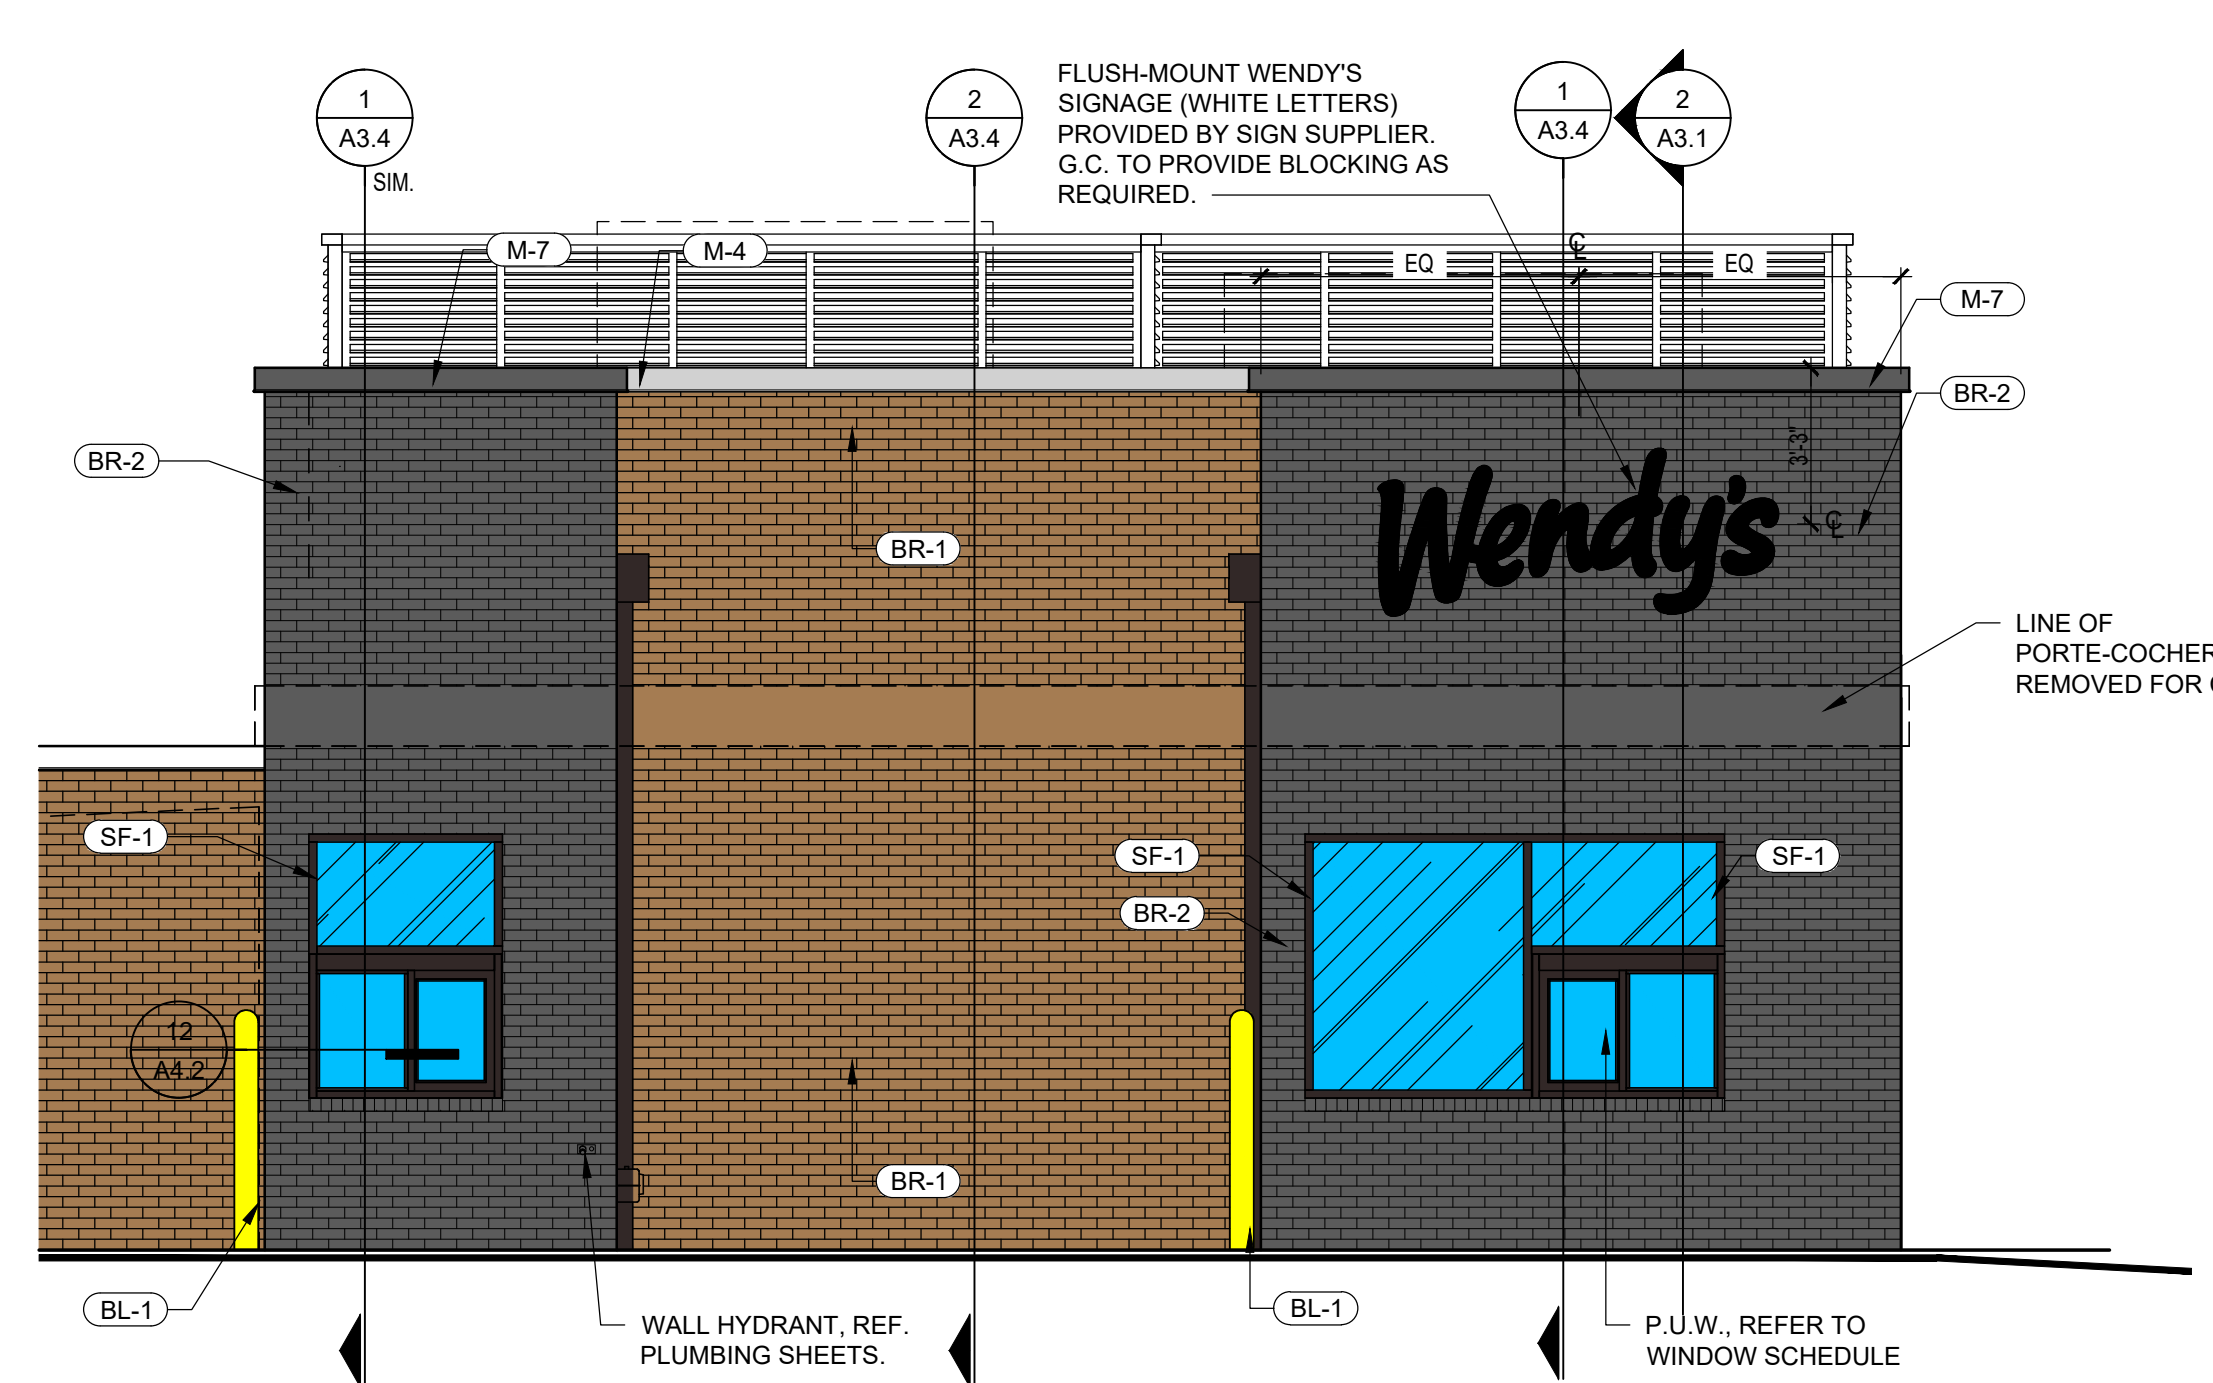 1
A3.4
SIM.
2
A3.4
FLUSH-MOUNT WENDY'S
SIGNAGE (WHITE LETTERS)
PROVIDED BY SIGN SUPPLIER.
G.C. TO PROVIDE BLOCKING AS
REQUIRED.
1
A3.4
2
A3.1
M-7
M-4
EQ
℄
EQ
M-7
BR-2
BR-2
3'-3"
℄
Wendy's
BR-1
LINE OF
PORTE-COCHER
REMOVED FOR
SF-1
SF-1
SF-1
BR-2
12
A4.2
BR-1
BL-1
WALL HYDRANT, REF.
PLUMBING SHEETS.
BL-1
P.U.W., REFER TO
WINDOW SCHEDULE